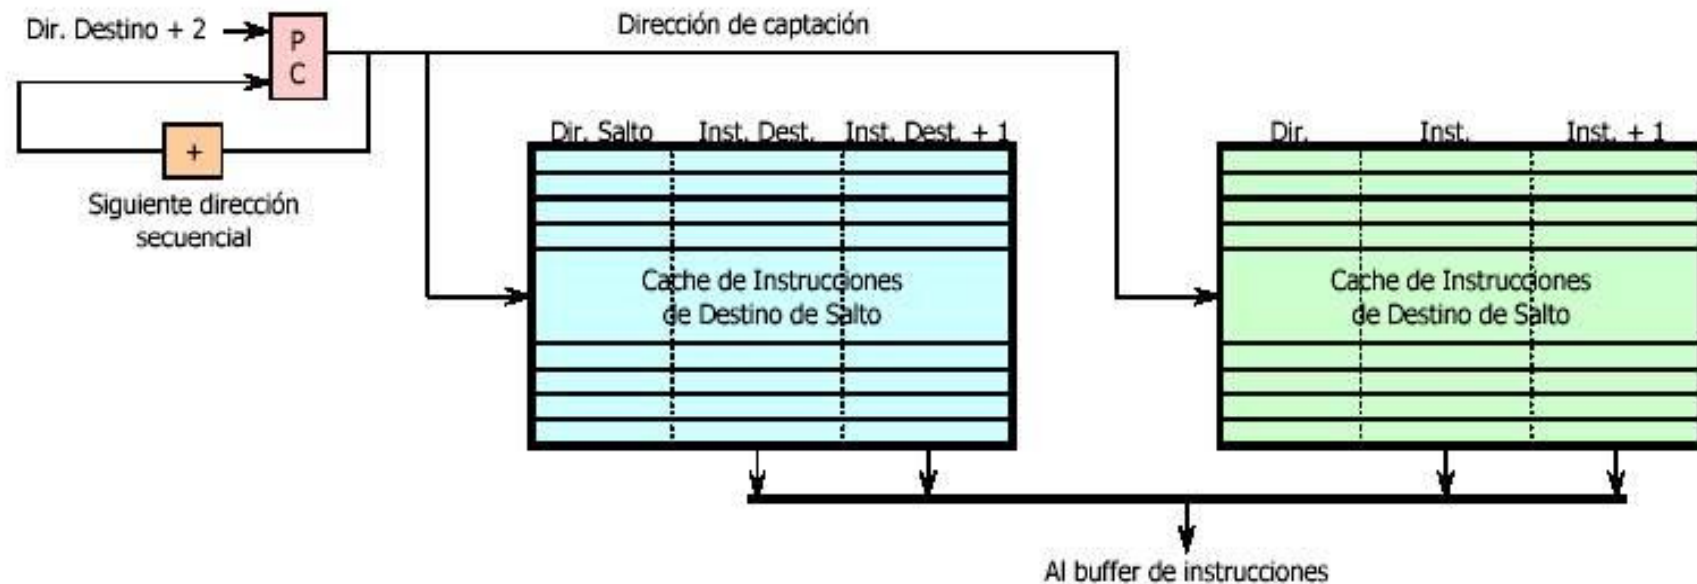 Dir. Destino + 2
P
C
Dirección de captación
+
Siguiente dirección
secuencial
Dir. Salto Inst. Dest. Inst. Dest. + 1
Cache de Instrucciones
de Destino de Salto
Dir. Inst. Inst. + 1
Cache de Instrucciones
de Destino de Salto
Al buffer de instrucciones